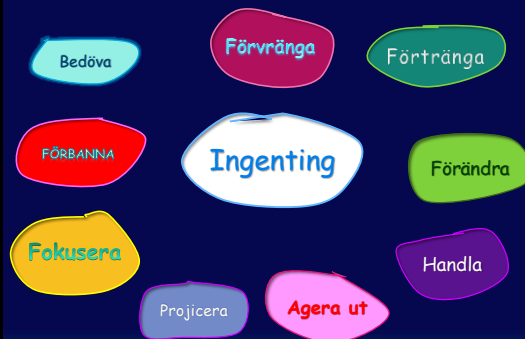 Bedöva
Förvränga
Förtränga
FÖRBANNA
Ingenting
Förändra
Fokusera
Handla
Projicera
Agera ut